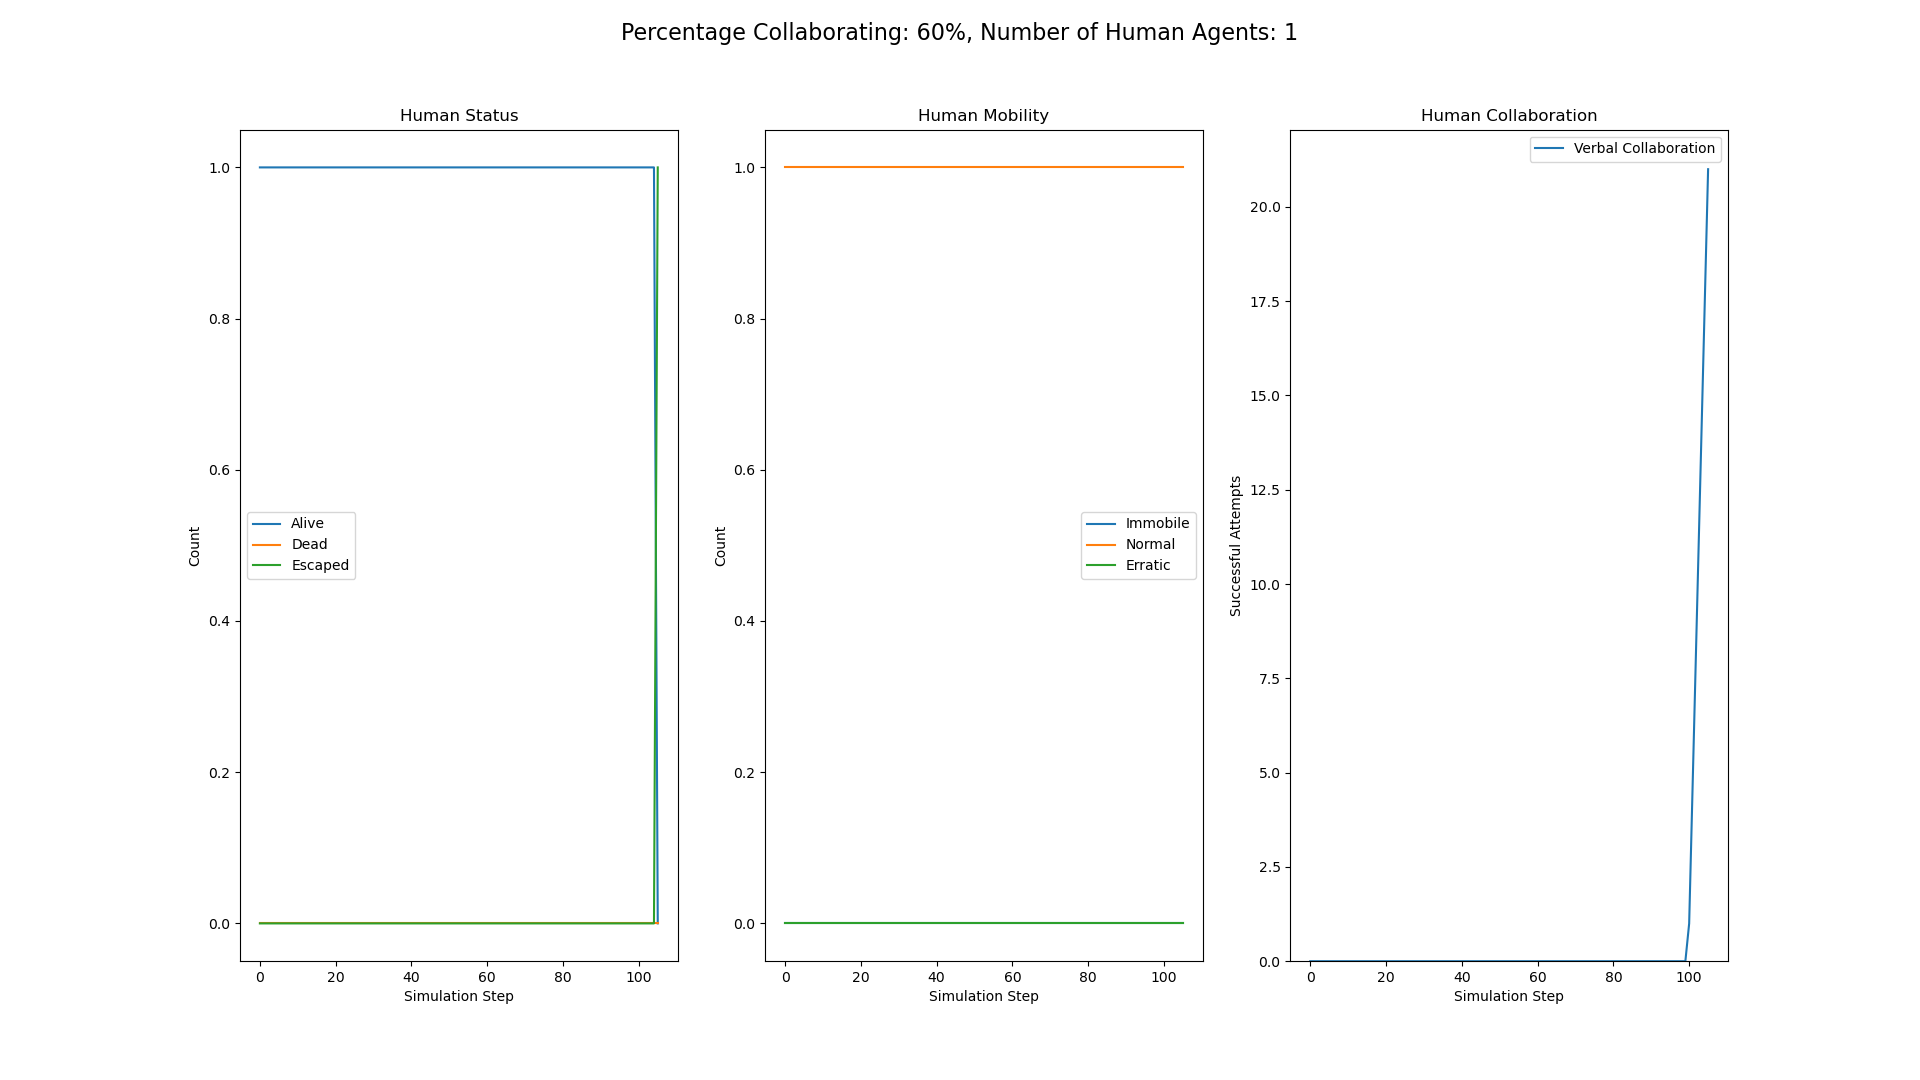 Percentage Collaborating: 60%, Number of Human Agents: 1
Human Status
1.0
0.8
0.6
0.4
0.2
0.0
Count
Alive
Dead
Escaped
0 20 40 60 80 100
Simulation Step
Human Mobility
1.0
0.8
0.6
0.4
0.2
0.0
Count
Immobile
Normal
Erratic
0 20 40 60 80 100
Simulation Step
Human Collaboration
Verbal Collaboration
20.0
17.5
15.0
12.5
10.0
7.5
5.0
2.5
0.0
Successful Attempts
0 20 40 60 80 100
Simulation Step